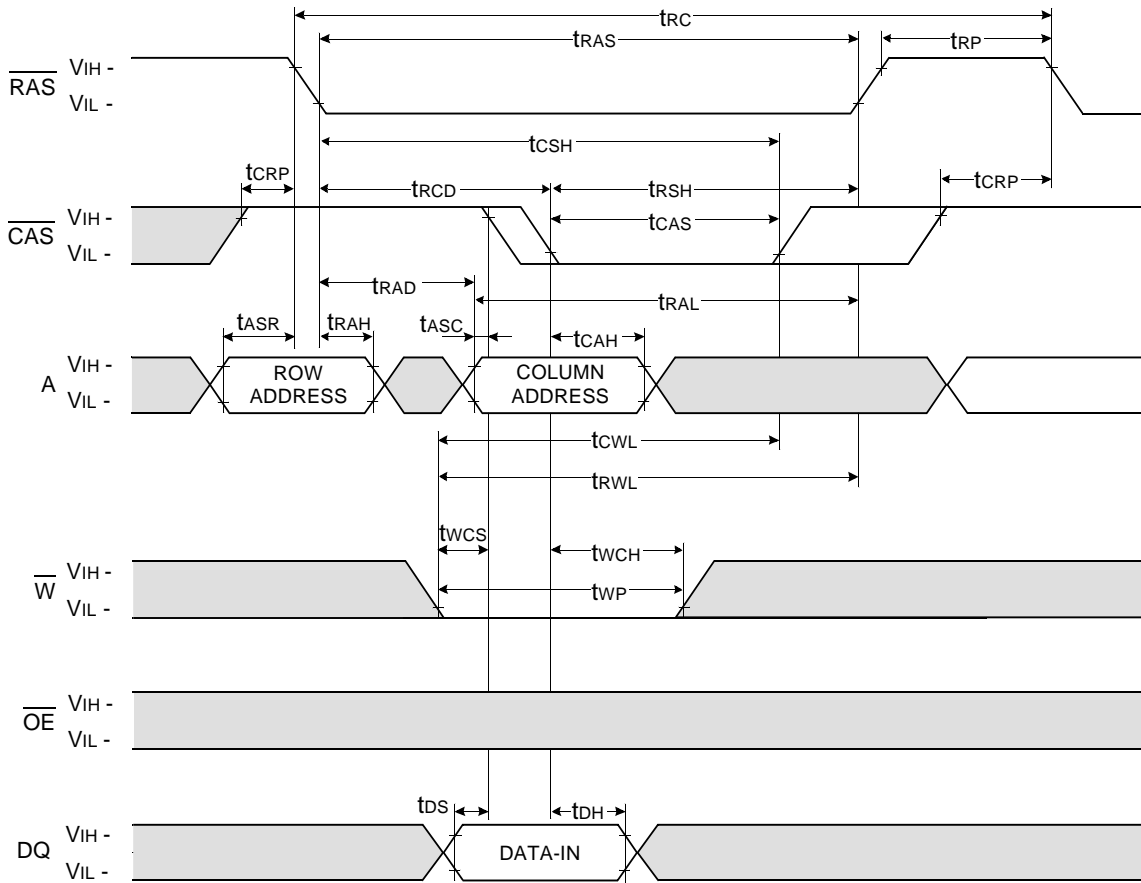 tRC
tRAS
tRP
RAS
VIH -
VIL -
tCSH
tCRP
tRCD
tRSH
tCRP
CAS
VIH -
VIL -
tCAS
tRAD
tRAL
tASR
tRAH
tASC
tCAH
A
VIH -
VIL -
ROW
ADDRESS
COLUMN
ADDRESS
tCWL
tRWL
tWCS
tWCH
W
VIH -
VIL -
tWP
OE
VIH -
VIL -
tDS
tDH
DQ
VIH -
VIL -
DATA-IN